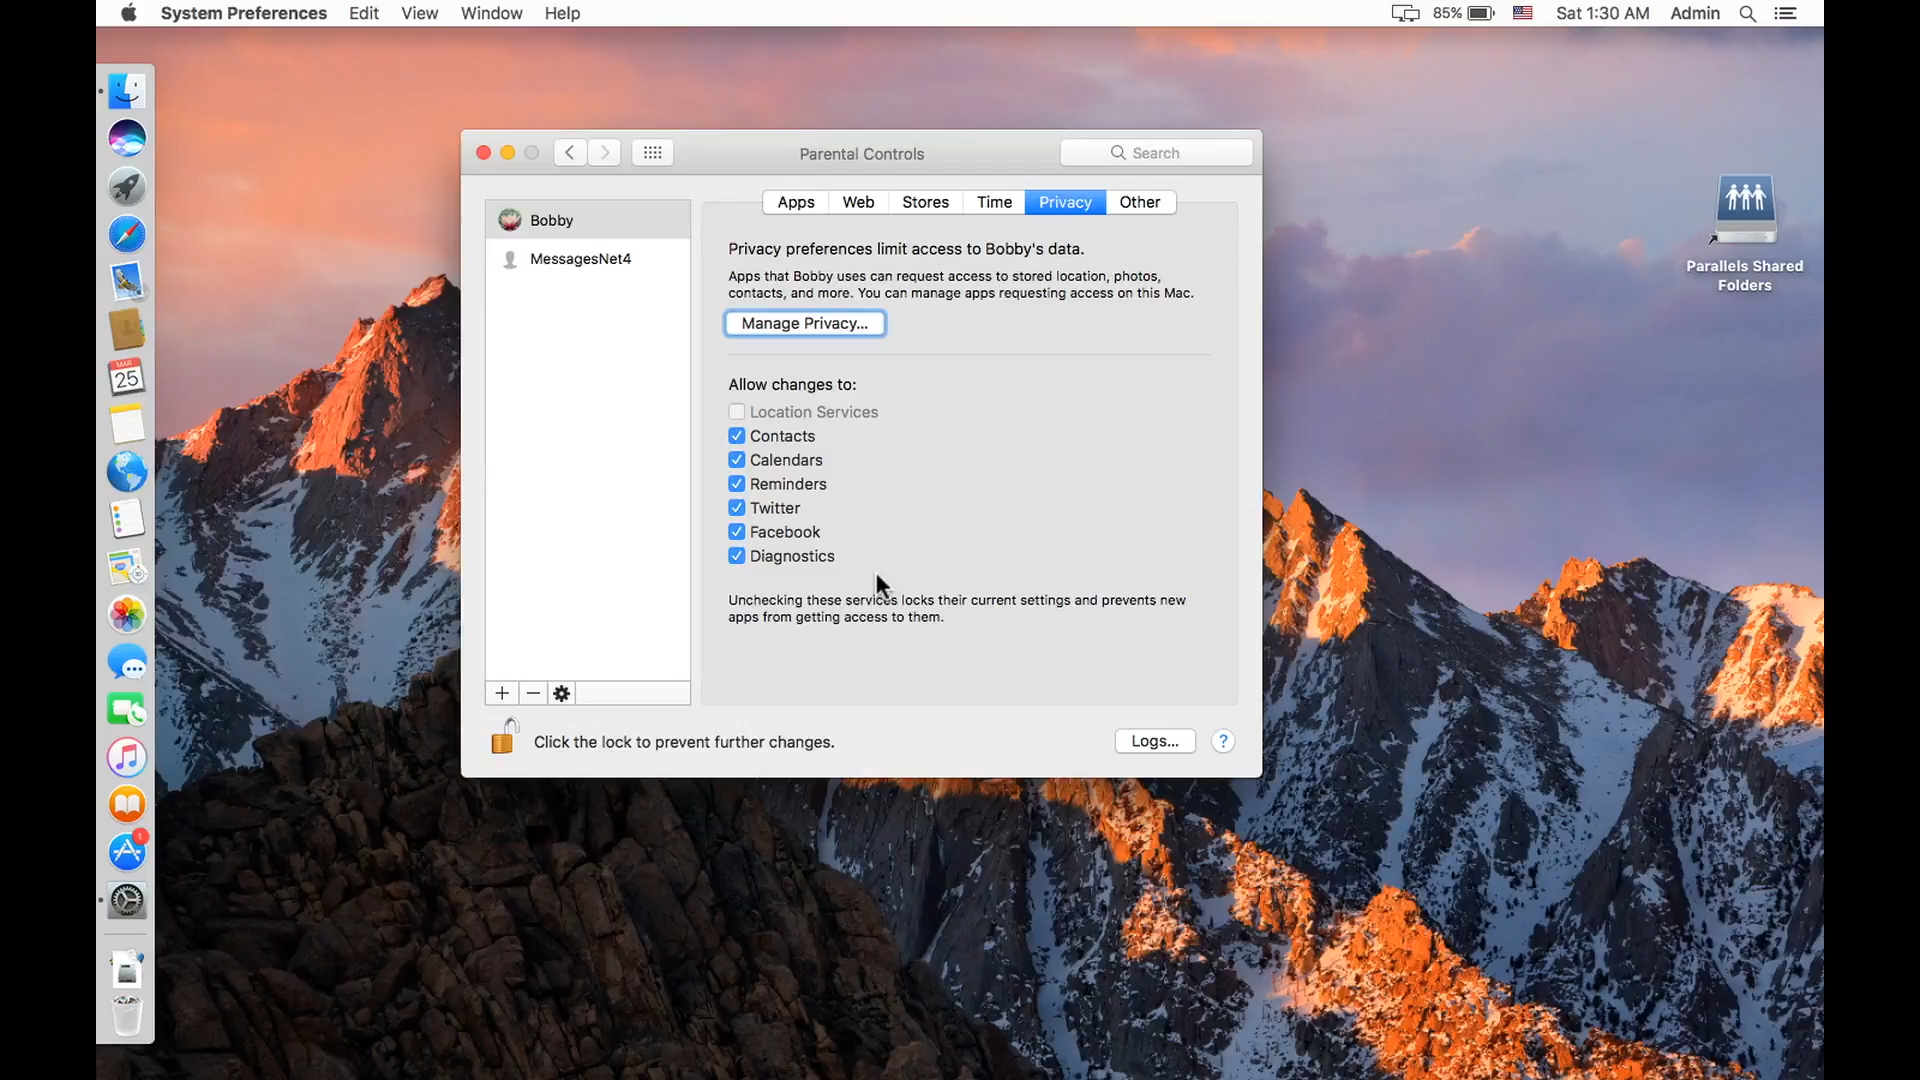 System Preferences Edit View Window Help 85% Sat 1:30 AM Admin
Parental Controls
Search
Bobby
MessagesNet4
Apps Web Stores Time Privacy Other
Privacy preferences limit access to Bobby's data.
Apps that Bobby uses can request access to stored location, photos,
contacts, and more. You can manage apps requesting access on this Mac.
Manage Privacy...
Allow changes to:
Location Services
Contacts
Calendars
Reminders
Twitter
Facebook
Diagnostics
Unchecking these services locks their current settings and prevents new
apps from getting access to them.
Click the lock to prevent further changes.
Logs...
?
Parallels Shared
Folders
MAR
25
1